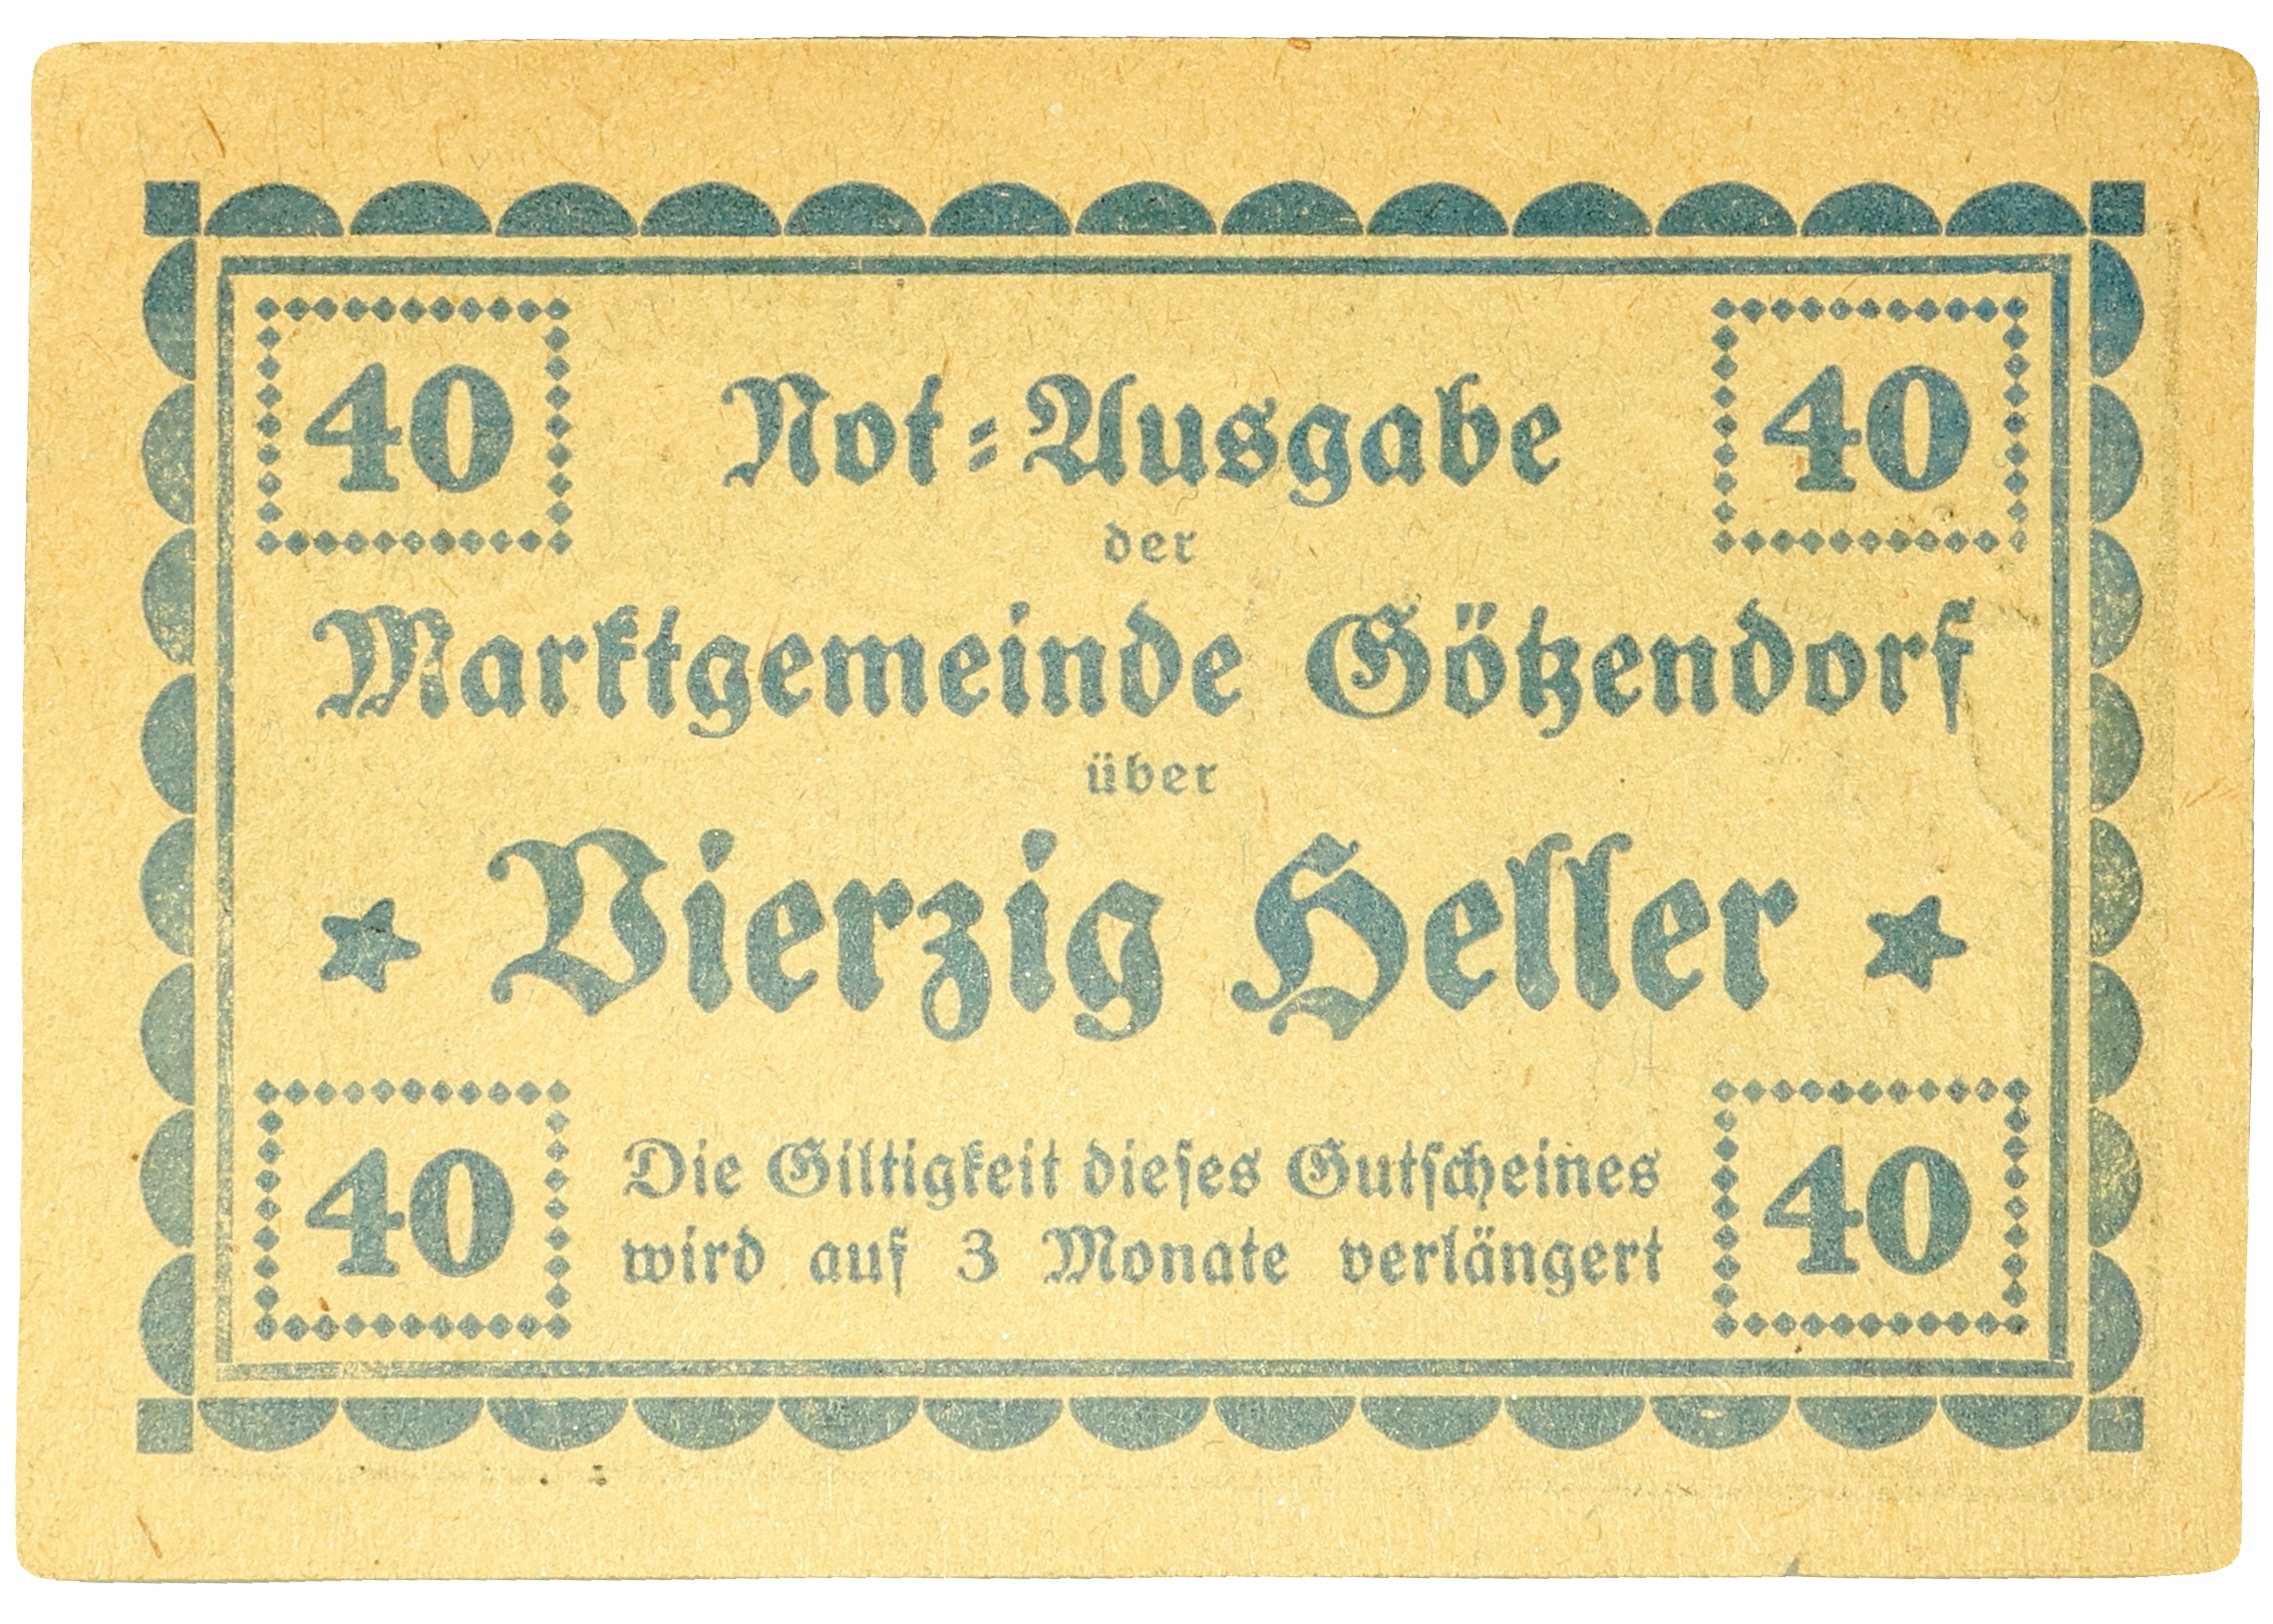 40 Not=Ausgabe 40
der
Marktgemeinde Götzendorf
über
Vierzig Heller
40 Die Giltigkeit dieses Gutscheines 40
wird auf 3 Monate verlängert